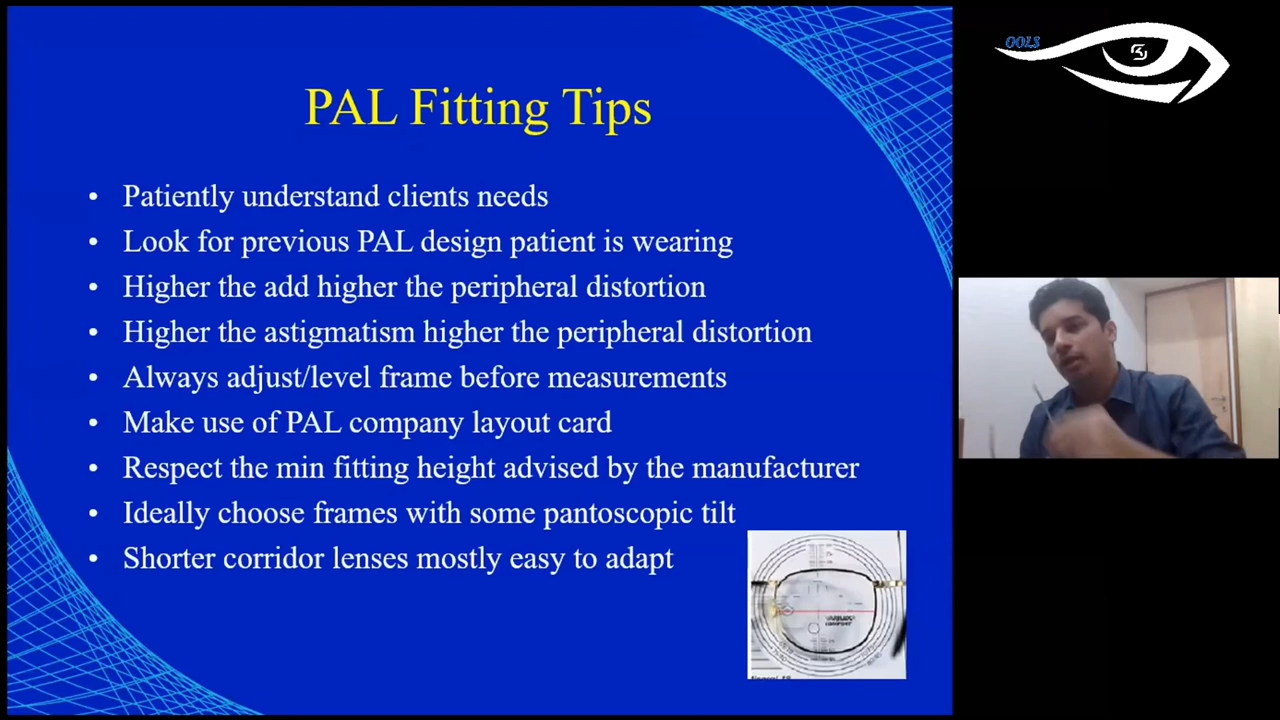 PAL Fitting Tips
• Patiently understand clients needs
• Look for previous PAL design patient is wearing
• Higher the add higher the peripheral distortion
• Higher the astigmatism higher the peripheral distortion
• Always adjust/level frame before measurements
• Make use of PAL company layout card
• Respect the min fitting height advised by the manufacturer
• Ideally choose frames with some pantoscopic tilt
• Shorter corridor lenses mostly easy to adapt
OOLS